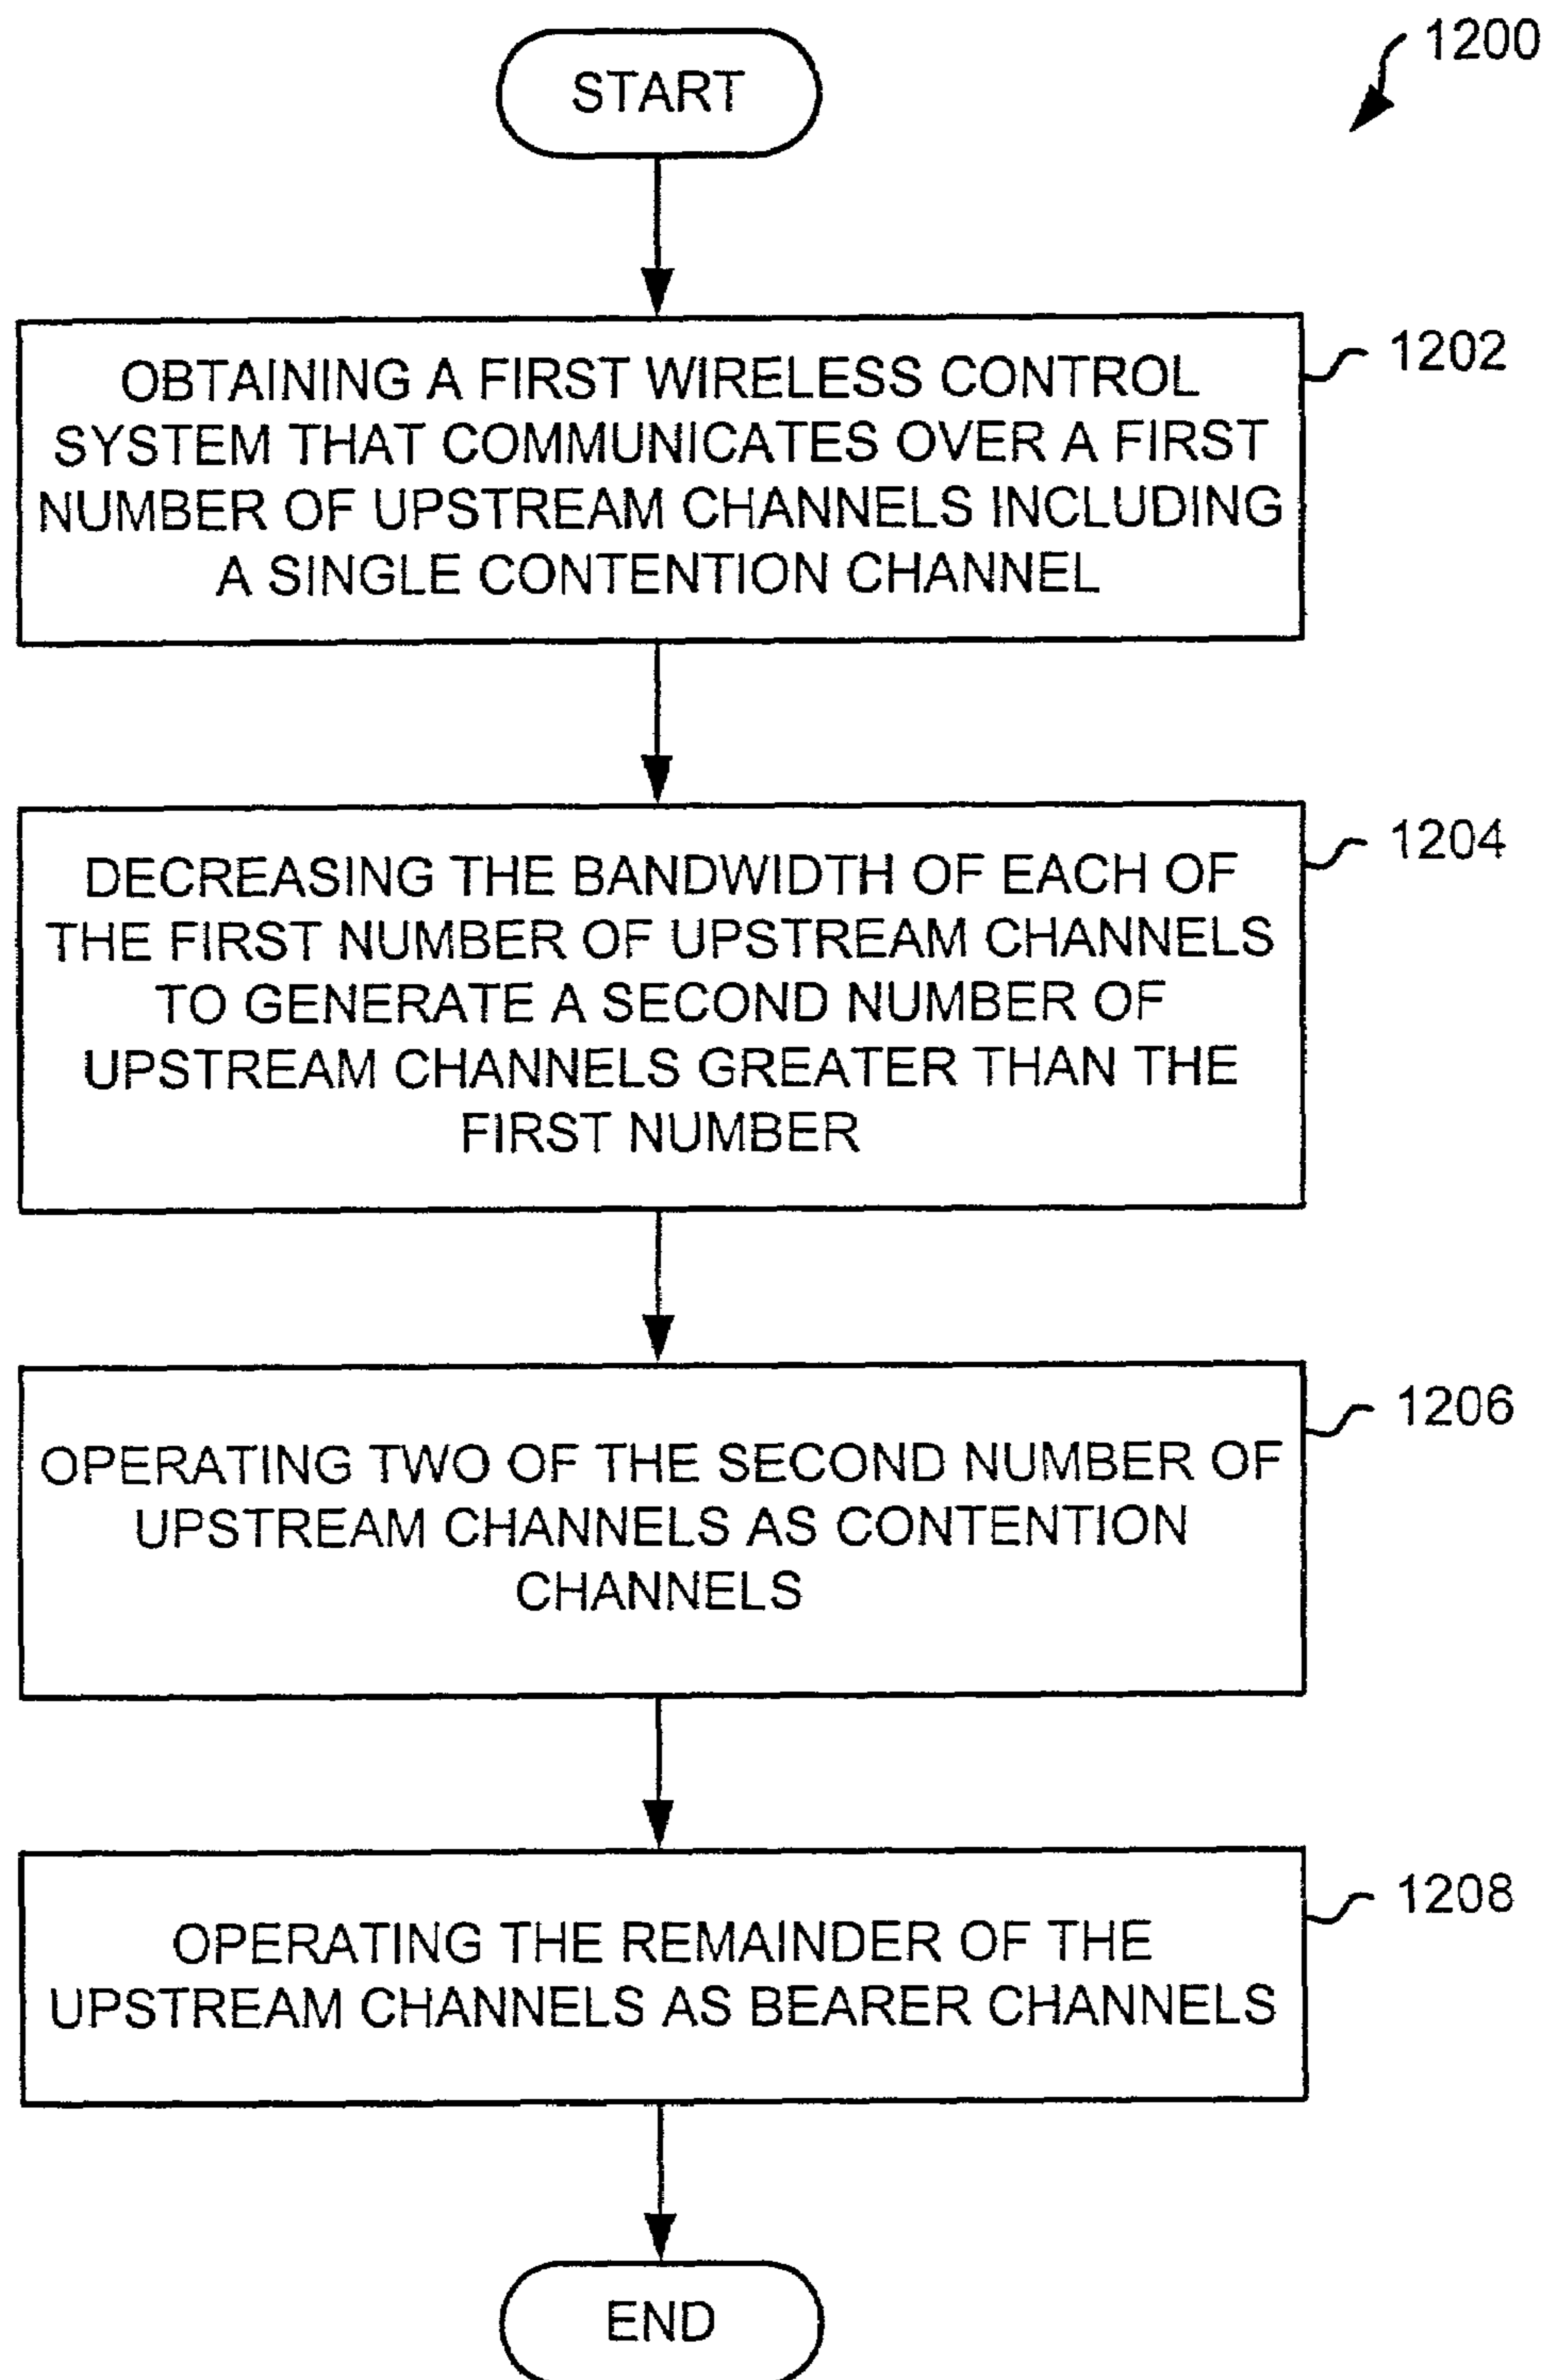 1200
START
1202
OBTAINING A FIRST WIRELESS CONTROL
SYSTEM THAT COMMUNICATES OVER A FIRST
NUMBER OF UPSTREAM CHANNELS INCLUDING
A SINGLE CONTENTION CHANNEL
1204
DECREASING THE BANDWIDTH OF EACH OF
THE FIRST NUMBER OF UPSTREAM CHANNELS
TO GENERATE A SECOND NUMBER OF
UPSTREAM CHANNELS GREATER THAN THE
FIRST NUMBER
1206
OPERATING TWO OF THE SECOND NUMBER OF
UPSTREAM CHANNELS AS CONTENTION
CHANNELS
1208
OPERATING THE REMAINDER OF THE
UPSTREAM CHANNELS AS BEARER CHANNELS
END